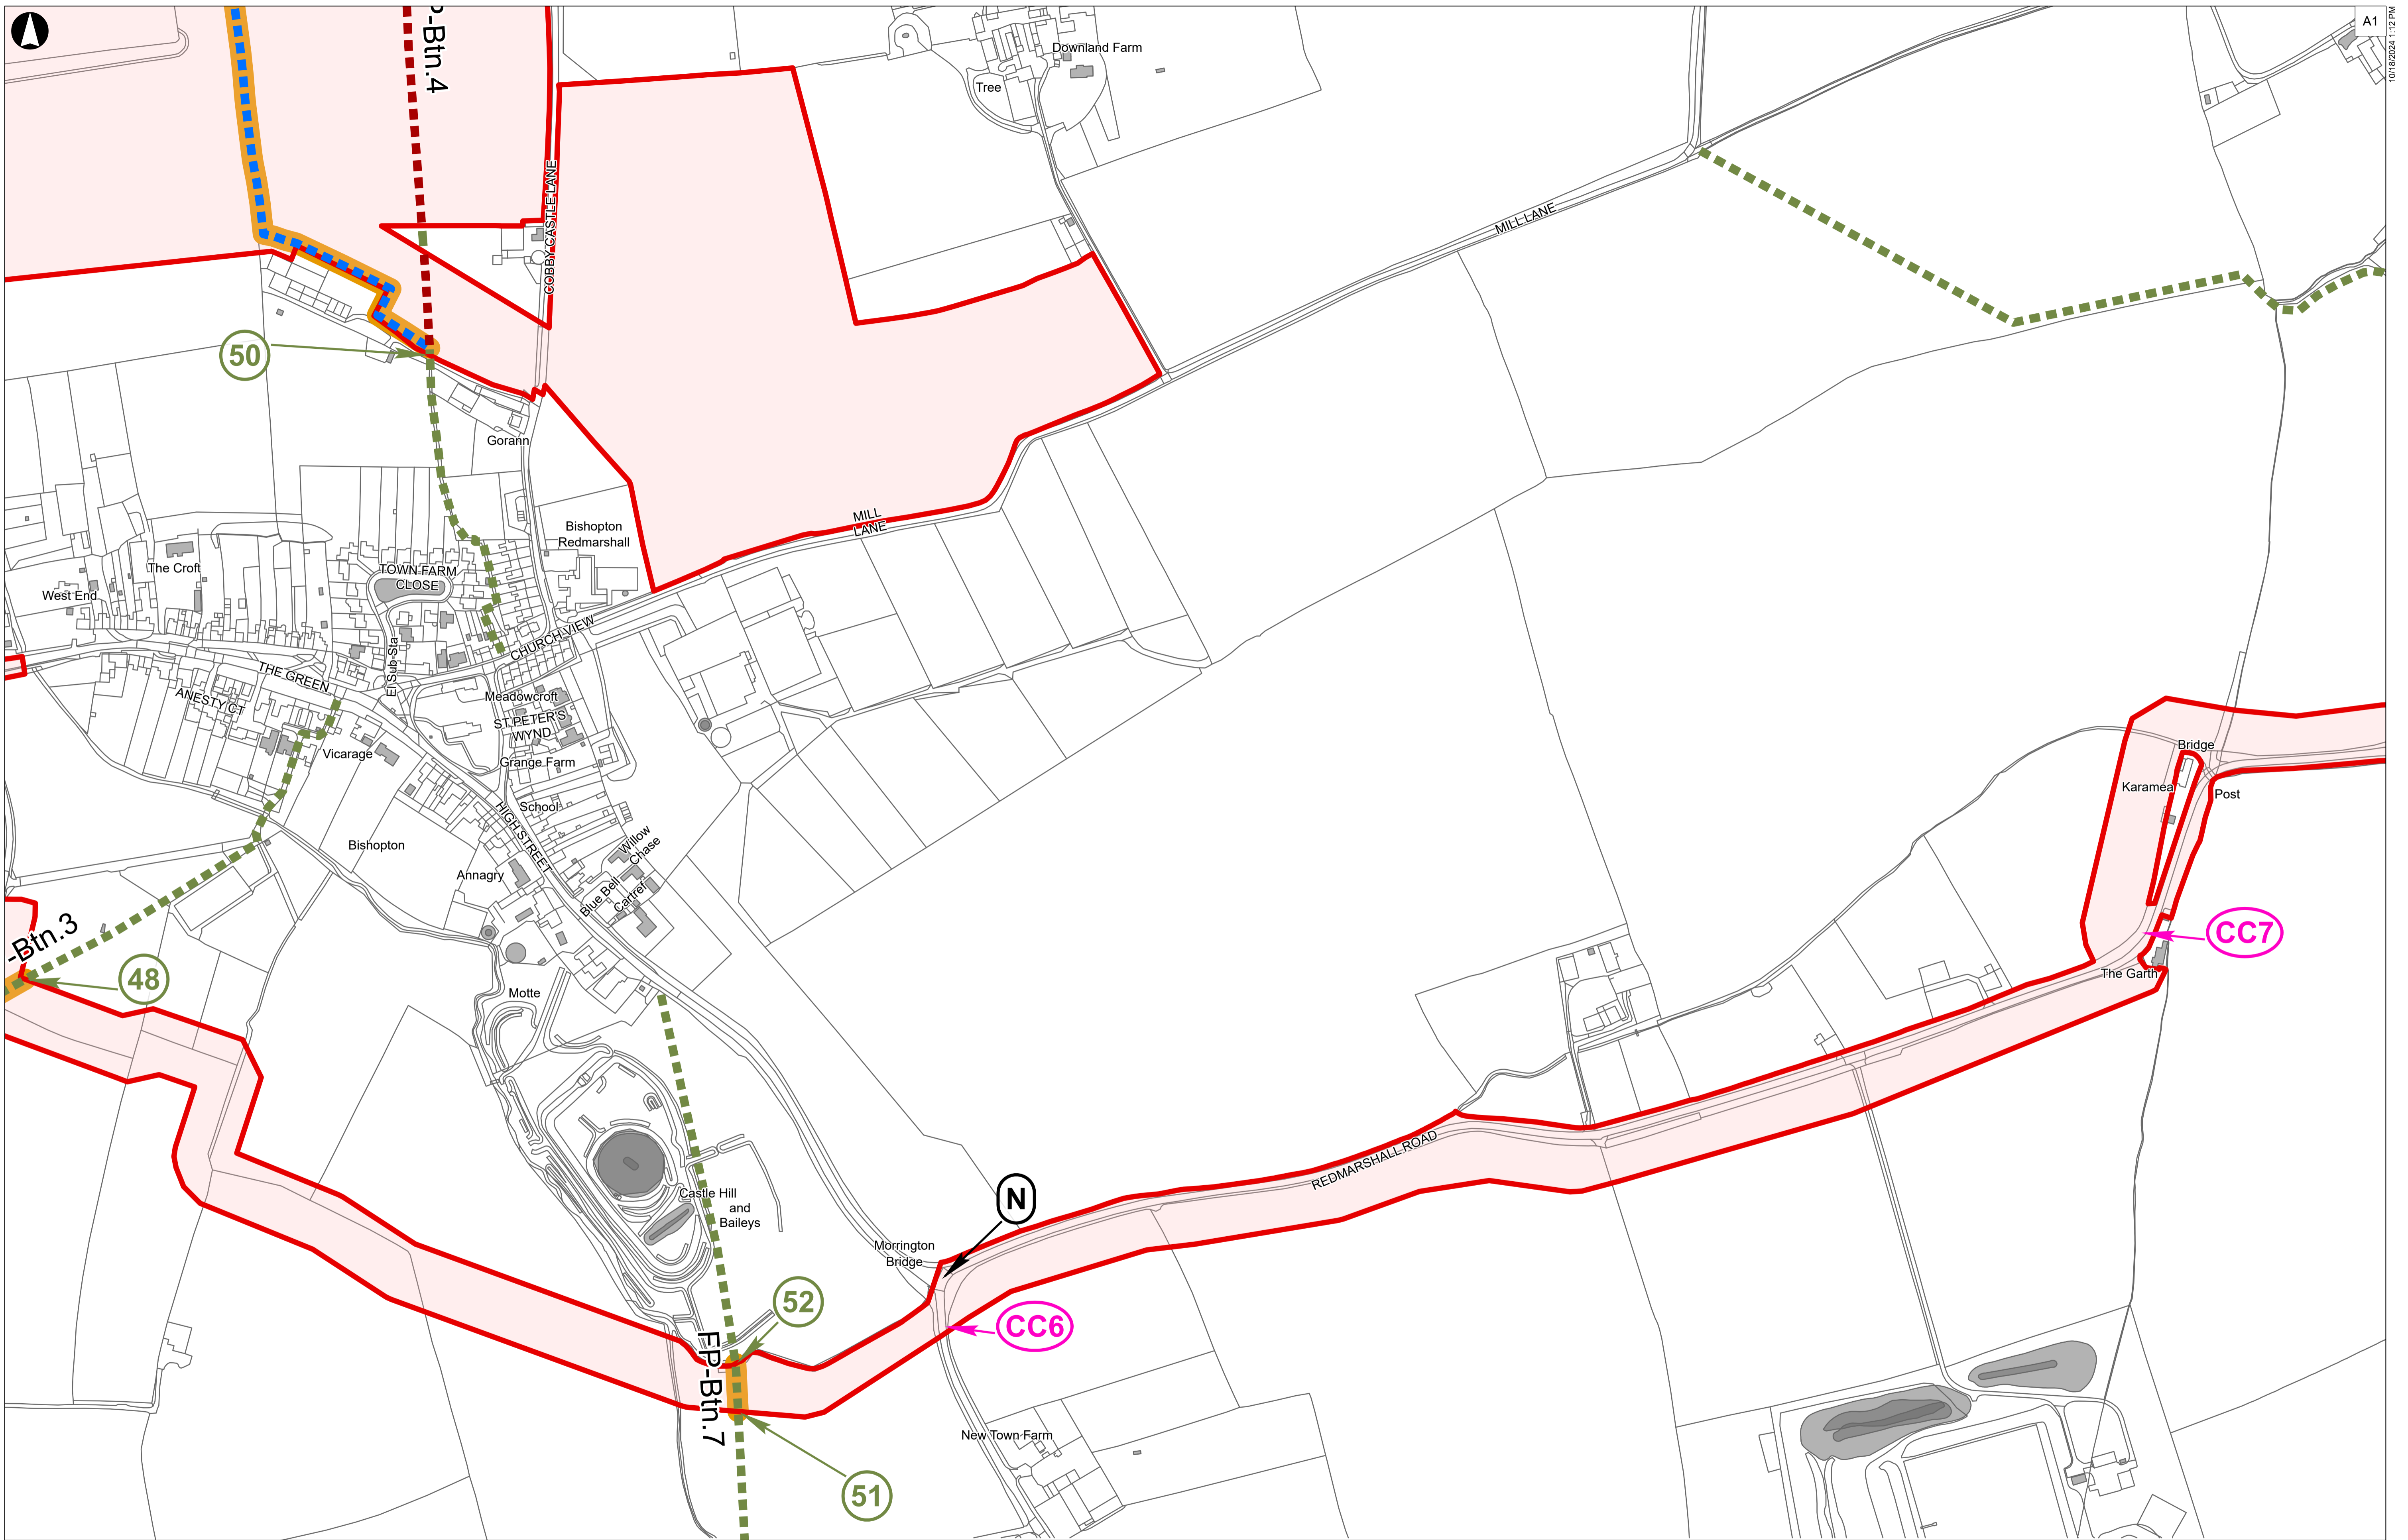 A1
10/18/2024 1:12 PM
P-Btn.4
Downland Farm
Tree
COBBY CASTLE LANE
MILL LANE
50
Gorann
Bishopton
Redmarshall
MILL
LANE
The Croft
TOWN FARM
CLOSE
West End
El Sub Sta
CHURCH VIEW
THE GREEN
ANESTY CT
Meadowcroft
ST PETER'S
WYND
Vicarage
Grange Farm
School
HIGH STREET
Bishopton
Willow
Chase
Annagry
Blue Bell
Cartref
Bridge
Karamea
Post
CC7
The Garth
-Btn.3
48
Motte
REDMARSHALL ROAD
Castle Hill
and
Baileys
N
Morrington
Bridge
52
CC6
FP-Btn.7
New Town Farm
51